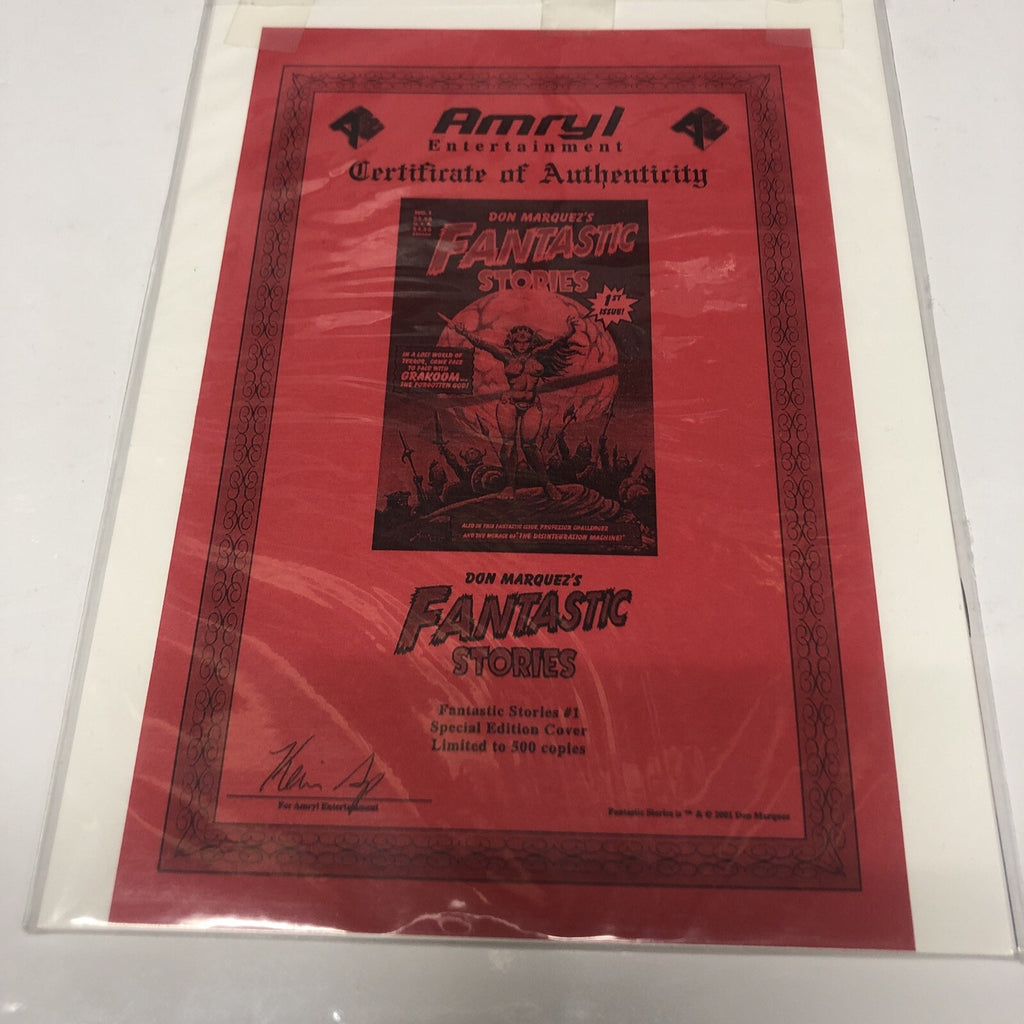 Amryl
Entertainment
Certificate of Authenticity
NO. 1
DON MARQUEZ'S
FANTASTIC
STORIES
1ST
ISSUE!
IN A LOST WORLD OF
TERROR, COME FACE
TO FACE WITH
GRAKOOM...
THE FORGOTTEN GOD!
ALSO IN THIS FANTASTIC ISSUE, PROFESSOR CHALLENGER
AND THE MENACE OF "THE DISINTEGRATION MACHINE!"
DON MARQUEZ'S
FANTASTIC
STORIES
Fantastic Stories #1
Special Edition Cover
Limited to 500 copies
For Amryl Entertainment
Fantastic Stories is ™ & © 2001 Don Marquez